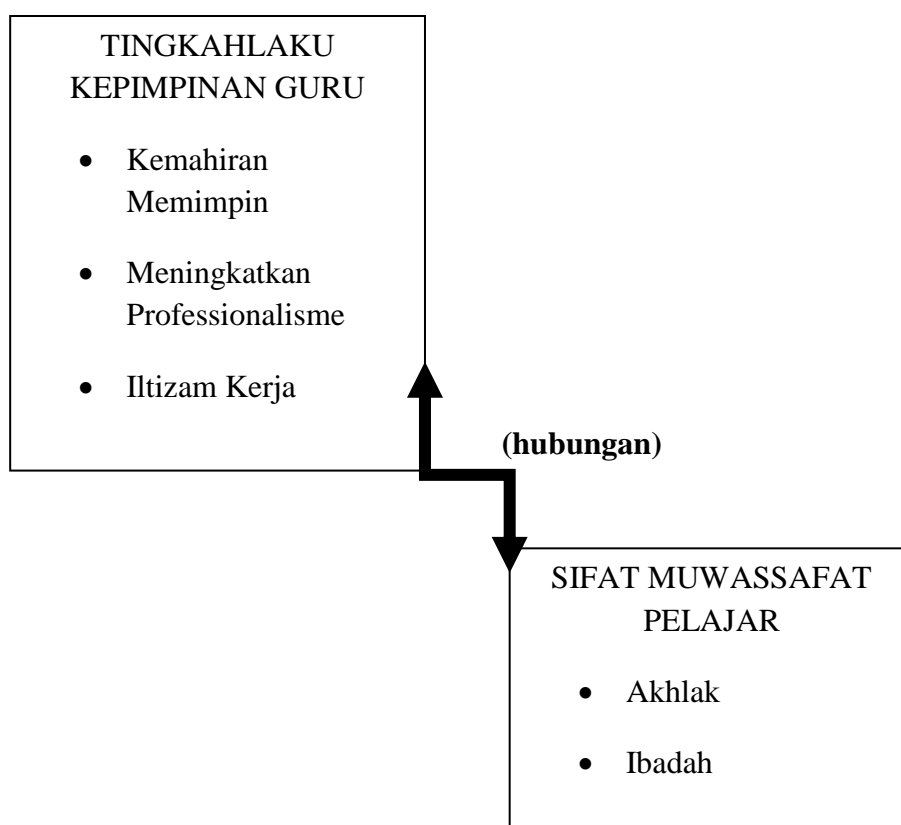 TINGKAHLAKU
KEPIMPINAN GURU
• Kemahiran
Memimpin
• Meningkatkan
Professionalisme
• Iltizam Kerja
(hubungan)
SIFAT MUWASSAFAT
PELAJAR
• Akhlak
• Ibadah